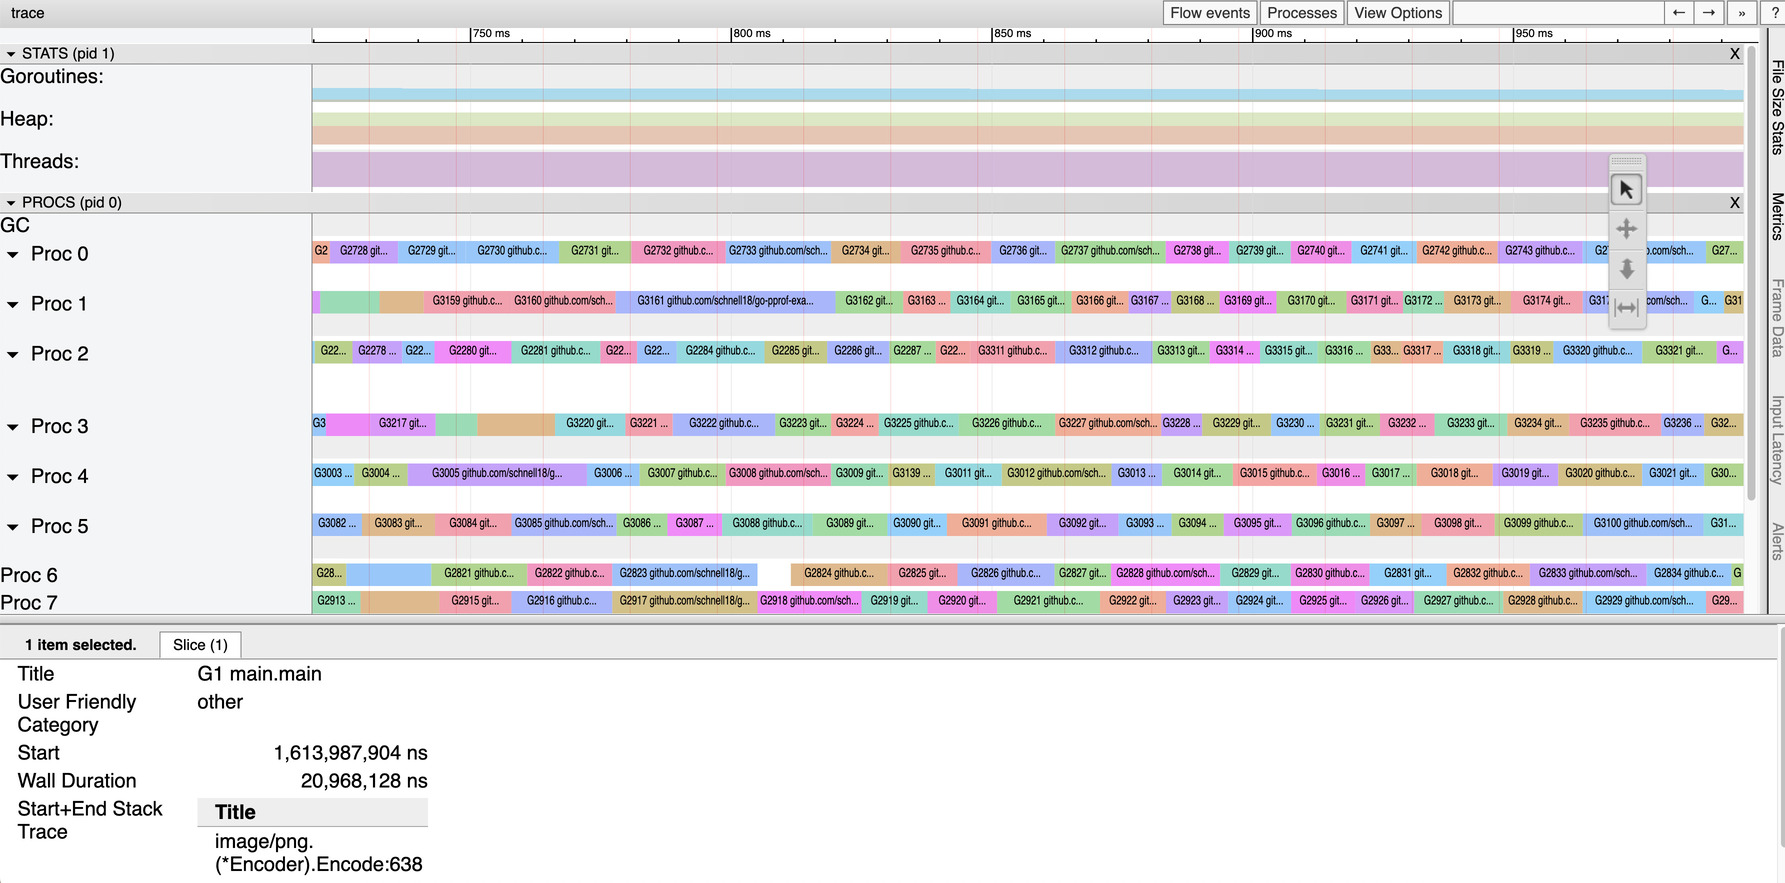 trace Flow events Processes View Options ← → » ?
750 ms 800 ms 850 ms 900 ms 950 ms
STATS (pid 1) X
Goroutines:
Heap:
Threads:
PROCS (pid 0) X
GC
Proc 0 G2 G2728 git... G2729 git... G2730 github.c... G2731 git... G2732 github.c... G2733 github.com/sch... G2734 git... G2735 github.c... G2736 git... G2737 github.com/sch... G2738 git... G2739 git... G2740 git... G2741 git... G2742 github.c... G2743 github.c... G27...
Proc 1 G3159 github.c... G3160 github.com/sch... G3161 github.com/schnell18/go-pprof-exa... G3162 git... G3163 ... G3164 git... G3165 git... G3166 git... G3167 ... G3168 ... G3169 git... G3170 git... G3171 git... G3172 ... G3173 git... G3174 git... G317 com/sch... G... G31
Proc 2 G22... G2278 ... G22... G2280 git... G2281 github.c... G22... G22... G2284 github.c... G2285 git... G2286 git... G2287 ... G22... G3311 github.c... G3312 github.c... G3313 git... G3314 ... G3315 git... G3316 ... G33... G3317 ... G3318 git... G3319 ... G3320 github.c... G3321 git... G...
Proc 3 G3 G3217 git... G3220 git... G3221 ... G3222 github.c... G3223 git... G3224 ... G3225 github.c... G3226 github.c... G3227 github.com/sch... G3228 ... G3229 git... G3230 ... G3231 git... G3232 ... G3233 git... G3234 git... G3235 github.c... G3236 ... G32...
Proc 4 G3003 ... G3004 ... G3005 github.com/schnell18/g... G3006 ... G3007 github.c... G3008 github.com/sch... G3009 git... G3139 ... G3011 git... G3012 github.com/sch... G3013 ... G3014 git... G3015 github.c... G3016 ... G3017 ... G3018 git... G3019 git... G3020 github.c... G3021 git... G30...
Proc 5 G3082 ... G3083 git... G3084 git... G3085 github.com/sch... G3086 ... G3087 ... G3088 github.c... G3089 git... G3090 git... G3091 github.c... G3092 git... G3093 ... G3094 ... G3095 git... G3096 github.c... G3097 ... G3098 git... G3099 github.c... G3100 github.com/sch... G31...
Proc 6 G28... G2821 github.c... G2822 github.c... G2823 github.com/schnell18/g... G2824 github.c... G2825 git... G2826 github.c... G2827 git... G2828 github.com/sch... G2829 git... G2830 github.c... G2831 git... G2832 github.c... G2833 github.com/sch... G2834 github.c... G
Proc 7 G2913 ... G2915 git... G2916 github.c... G2917 github.com/schnell18/g... G2918 github.com/sch... G2919 git... G2920 git... G2921 github.c... G2922 git... G2923 git... G2924 git... G2925 git... G2926 git... G2927 github.c... G2928 github.c... G2929 github.com/sch... G29...
File Size Stats
Metrics
Frame Data
Input Latency
Alerts
1 item selected. Slice (1)
Title G1 main.main
User Friendly other
Category
Start 1,613,987,904 ns
Wall Duration 20,968,128 ns
Start+End Stack Title
Trace
image/png.
(*Encoder).Encode:638